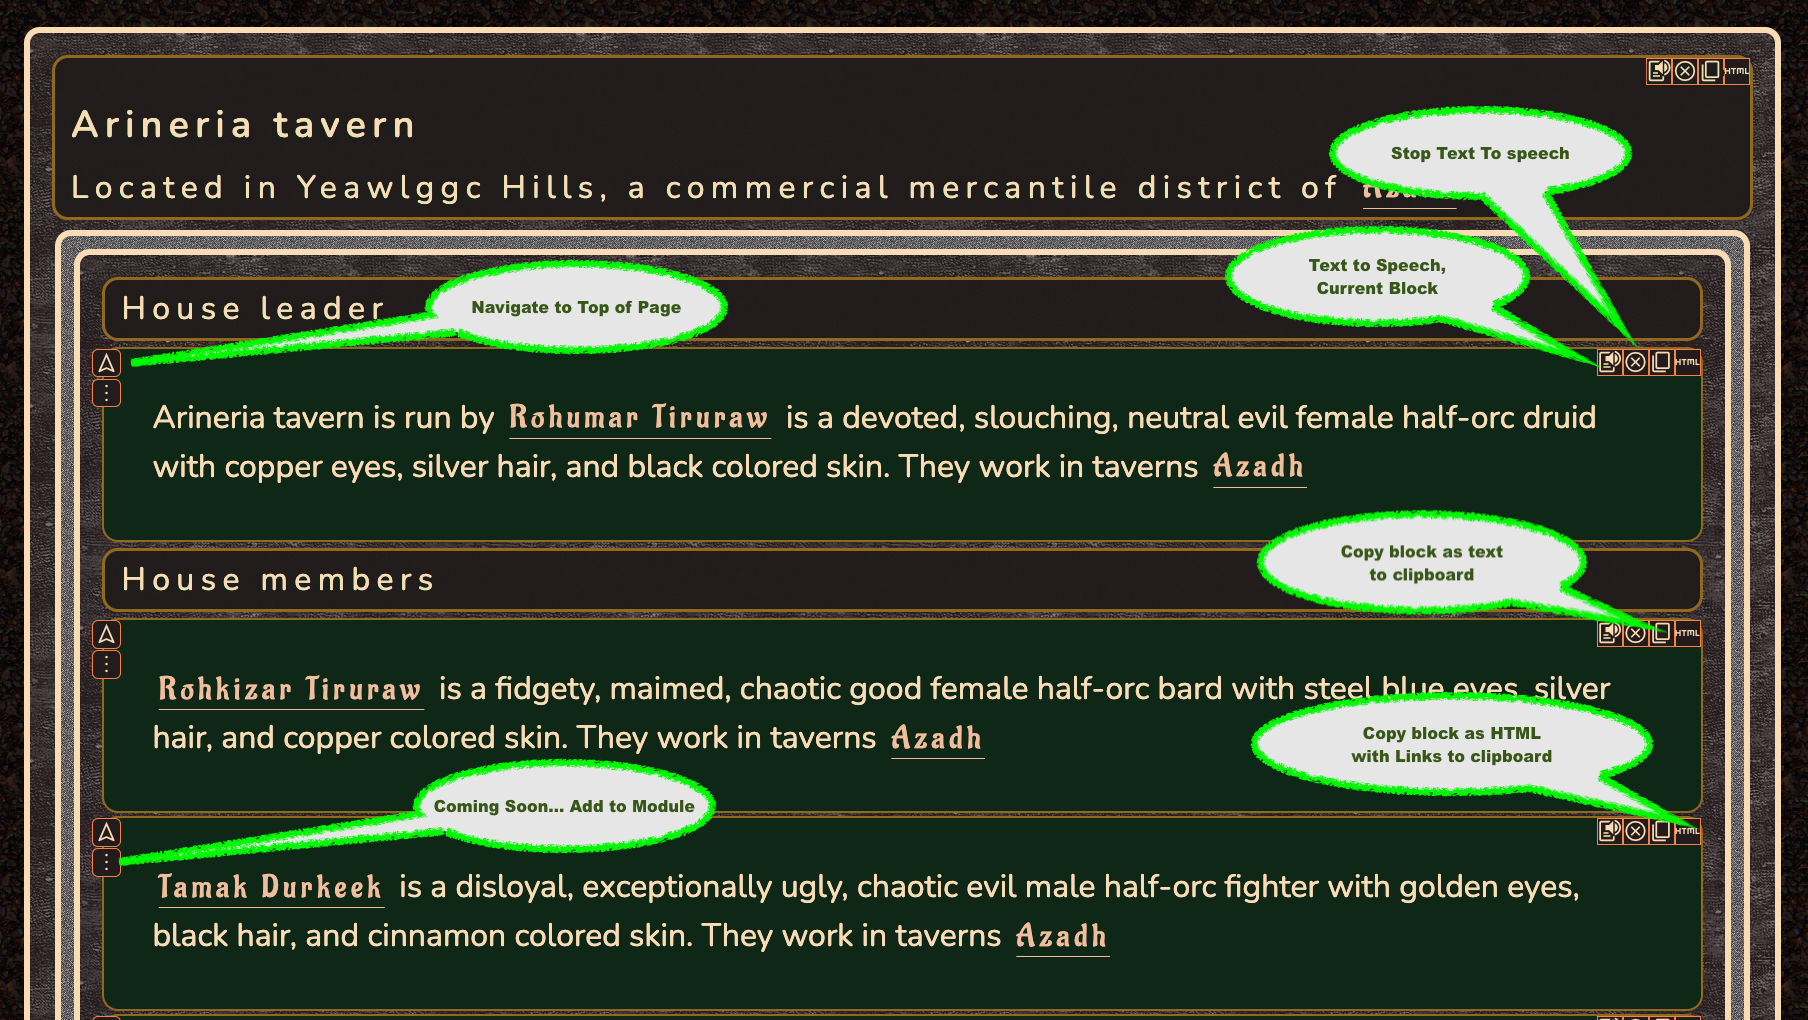 HTML
Arineria tavern
Stop Text To speech
Located in Yeawlggc Hills, a commercial mercantile district of
Text to Speech,
Current Block
House leader
Navigate to Top of Page
HTML
Arineria tavern is run by Rohumar Tiruraw is a devoted, slouching, neutral evil female half-orc druid
with copper eyes, silver hair, and black colored skin. They work in taverns Azadh
Copy block as text
to clipboard
House members
HTML
Rohkizar Tiruraw is a fidgety, maimed, chaotic good female half-orc bard with steel blue eyes, silver
hair, and copper colored skin. They work in taverns Azadh
Copy block as HTML
with Links to clipboard
Coming Soon... Add to Module
HTML
Tamak Durkeek is a disloyal, exceptionally ugly, chaotic evil male half-orc fighter with golden eyes,
black hair, and cinnamon colored skin. They work in taverns Azadh